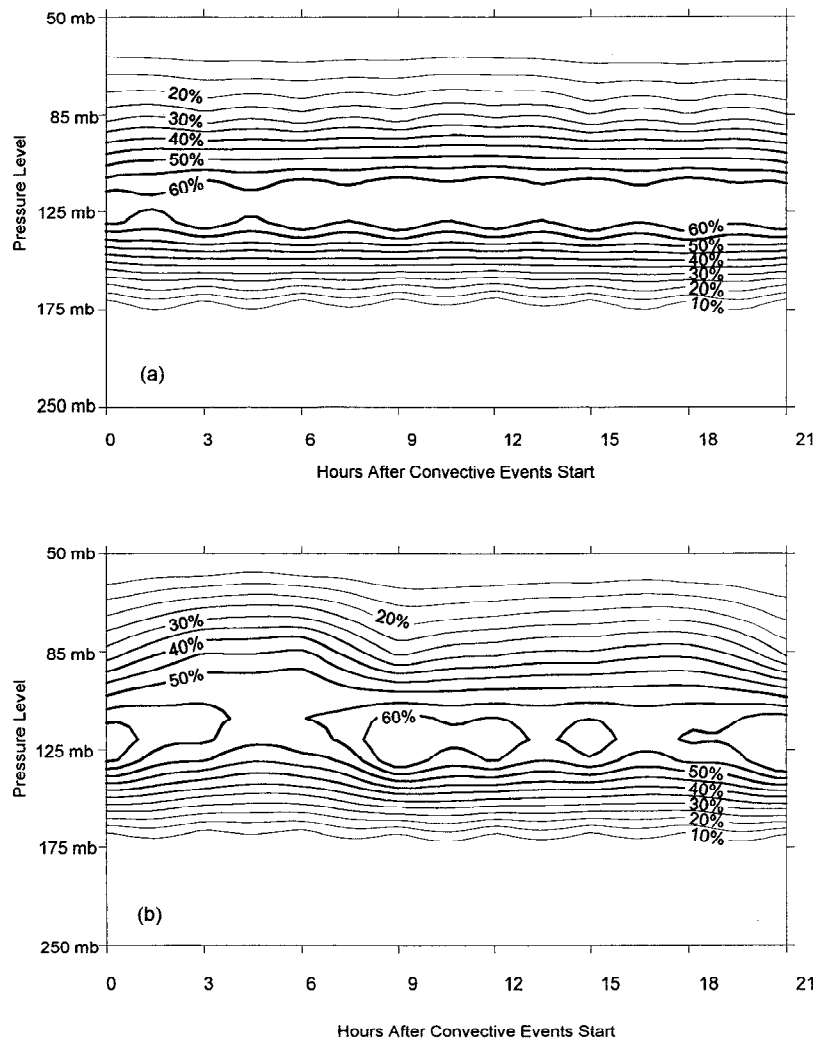 50 mb
20%
85 mb
30%
40%
50%
60%
Pressure Level
125 mb
60%
50%
40%
30%
20%
10%
175 mb
(a)
250 mb
0 3 6 9 12 15 18 21
Hours After Convective Events Start
50 mb
20%
30%
40%
85 mb
50%
60%
Pressure Level
125 mb
50%
40%
30%
20%
10%
175 mb
(b)
250 mb
0 3 6 9 12 15 18 21
Hours After Convective Events Start